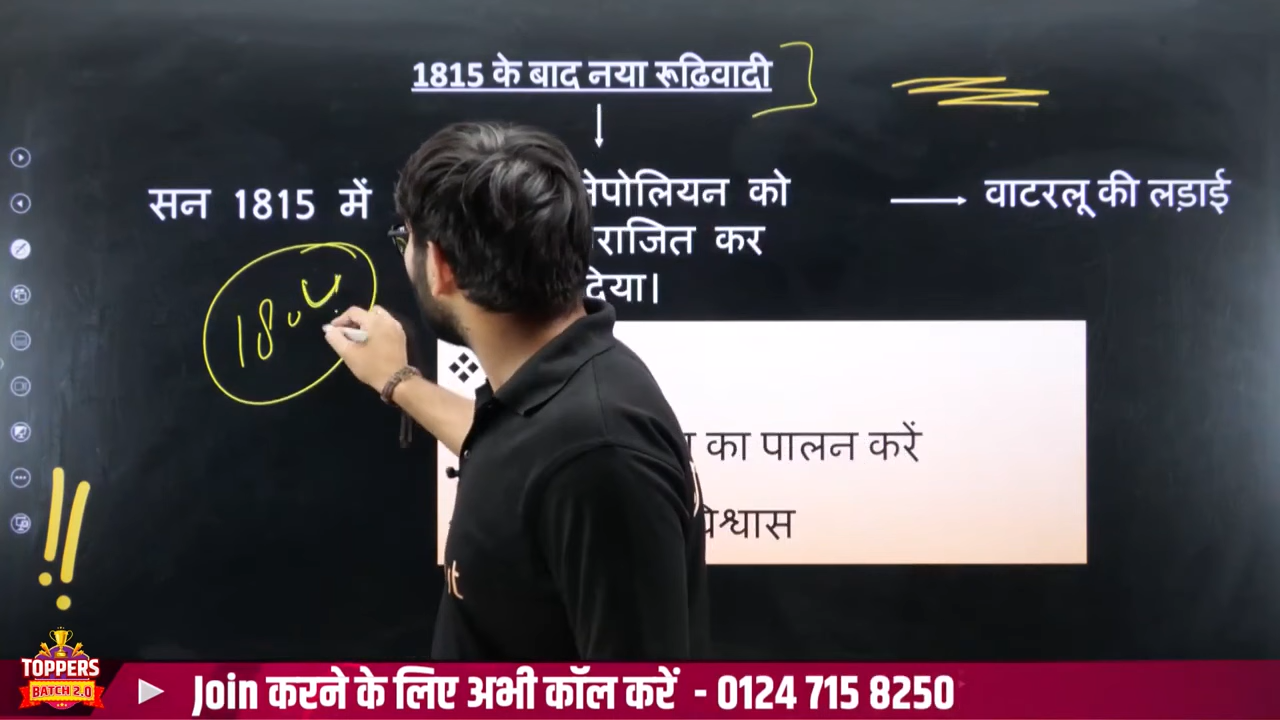 1815 के बाद नया रूढ़िवादी
सन 1815 में
नेपोलियन को
वाटरलू की लड़ाई
राजित कर
दिया।
का पालन करें
विश्वास
TOPPERS
BATCH 2.0
Join करने के लिए अभी कॉल करें - 0124 715 8250